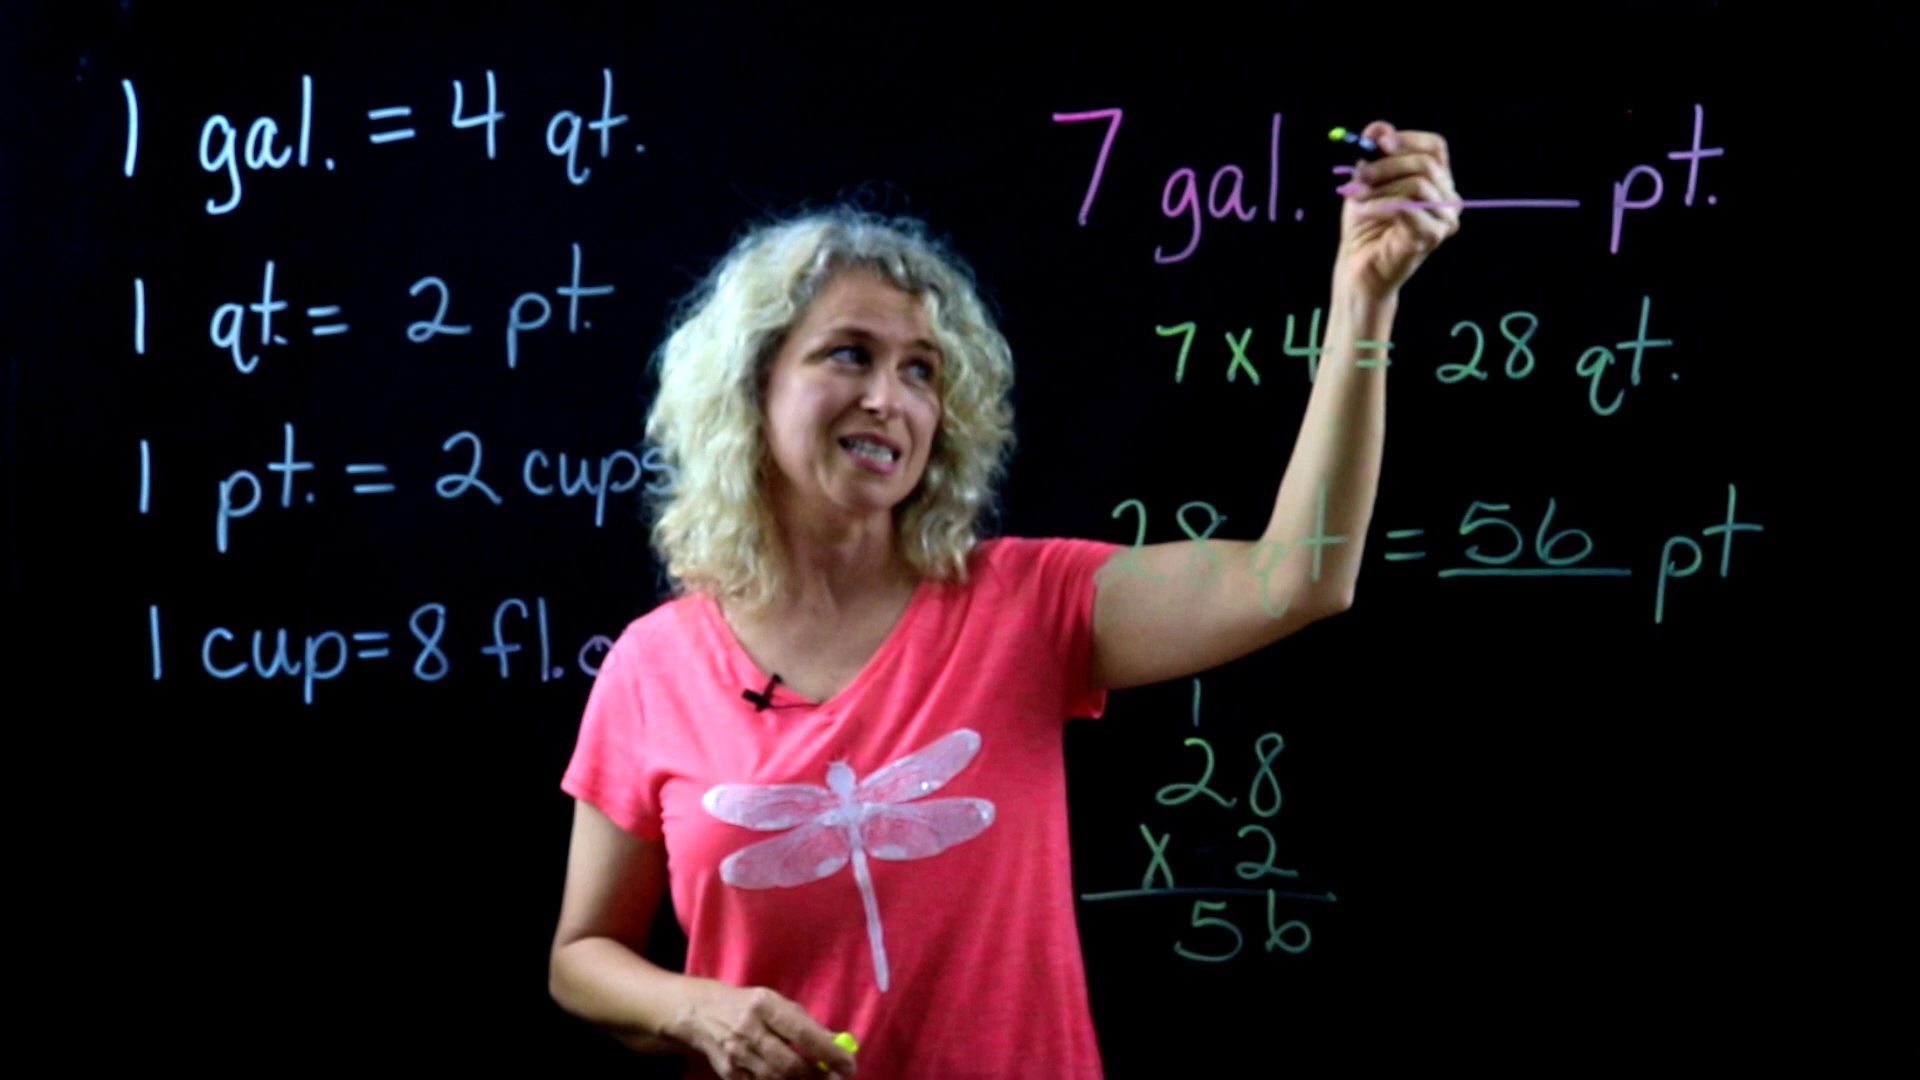 1 gal. = 4 qt.
1 qt. = 2 pt.
1 pt. = 2 cups
1 cup = 8 fl.
7 gal. = ____ pt.
7 x 4 = 28 qt.
28 qt = 56 pt
1
28
x 2
56